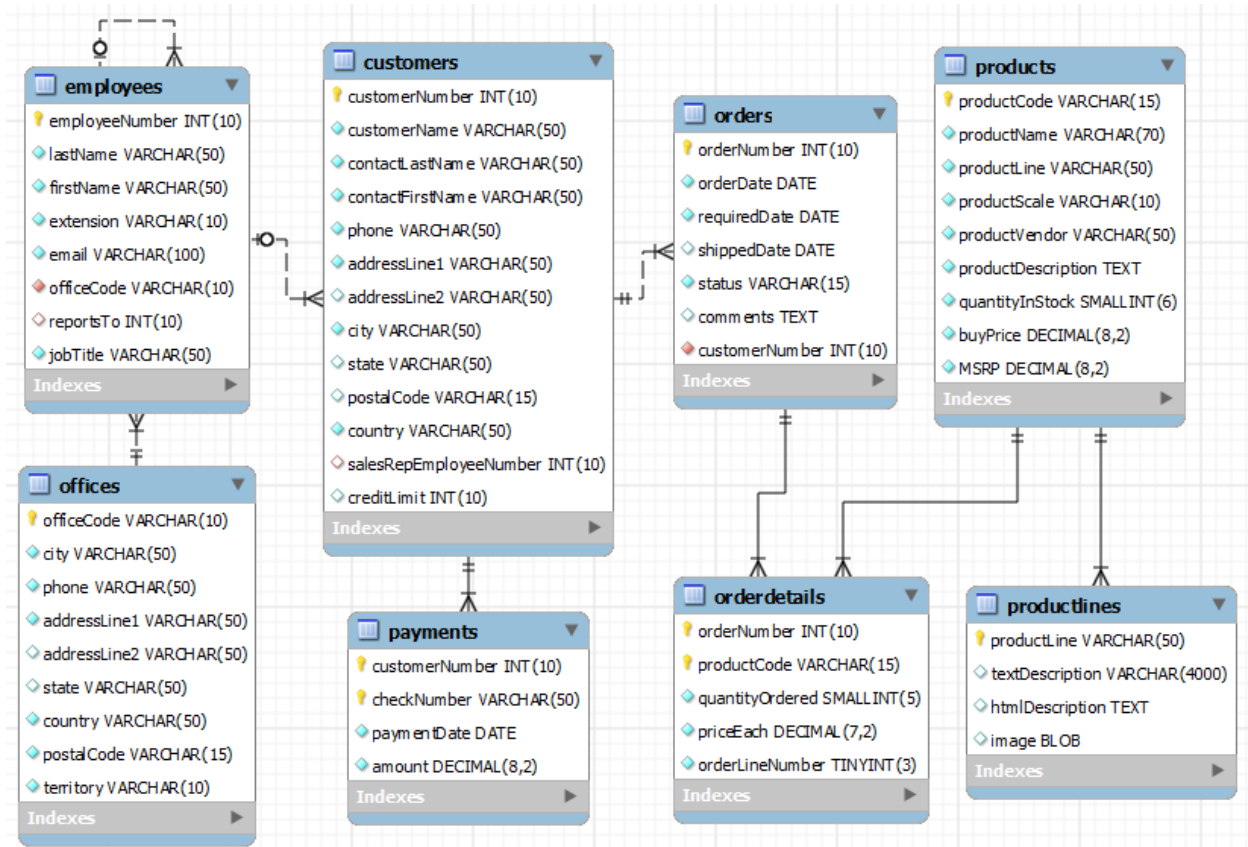 employees
employeeNumber INT(10)
lastName VARCHAR(50)
firstName VARCHAR(50)
extension VARCHAR(10)
email VARCHAR(100)
officeCode VARCHAR(10)
reportsTo INT(10)
jobTitle VARCHAR(50)
Indexes
offices
officeCode VARCHAR(10)
city VARCHAR(50)
phone VARCHAR(50)
addressLine1 VARCHAR(50)
addressLine2 VARCHAR(50)
state VARCHAR(50)
country VARCHAR(50)
postalCode VARCHAR(15)
territory VARCHAR(10)
Indexes
customers
customerNumber INT(10)
customerName VARCHAR(50)
contactLastName VARCHAR(50)
contactFirstName VARCHAR(50)
phone VARCHAR(50)
addressLine1 VARCHAR(50)
addressLine2 VARCHAR(50)
city VARCHAR(50)
state VARCHAR(50)
postalCode VARCHAR(15)
country VARCHAR(50)
salesRepEmployeeNumber INT(10)
creditLimit INT(10)
Indexes
payments
customerNumber INT(10)
checkNumber VARCHAR(50)
paymentDate DATE
amount DECIMAL(8,2)
Indexes
orders
orderNumber INT(10)
orderDate DATE
requiredDate DATE
shippedDate DATE
status VARCHAR(15)
comments TEXT
customerNumber INT(10)
Indexes
orderdetails
orderNumber INT(10)
productCode VARCHAR(15)
quantityOrdered SMALLINT(5)
priceEach DECIMAL(7,2)
orderLineNumber TINYINT(3)
Indexes
products
productCode VARCHAR(15)
productName VARCHAR(70)
productLine VARCHAR(50)
productScale VARCHAR(10)
productVendor VARCHAR(50)
productDescription TEXT
quantityInStock SMALLINT(6)
buyPrice DECIMAL(8,2)
MSRP DECIMAL(8,2)
Indexes
productlines
productLine VARCHAR(50)
textDescription VARCHAR(4000)
htmlDescription TEXT
image BLOB
Indexes